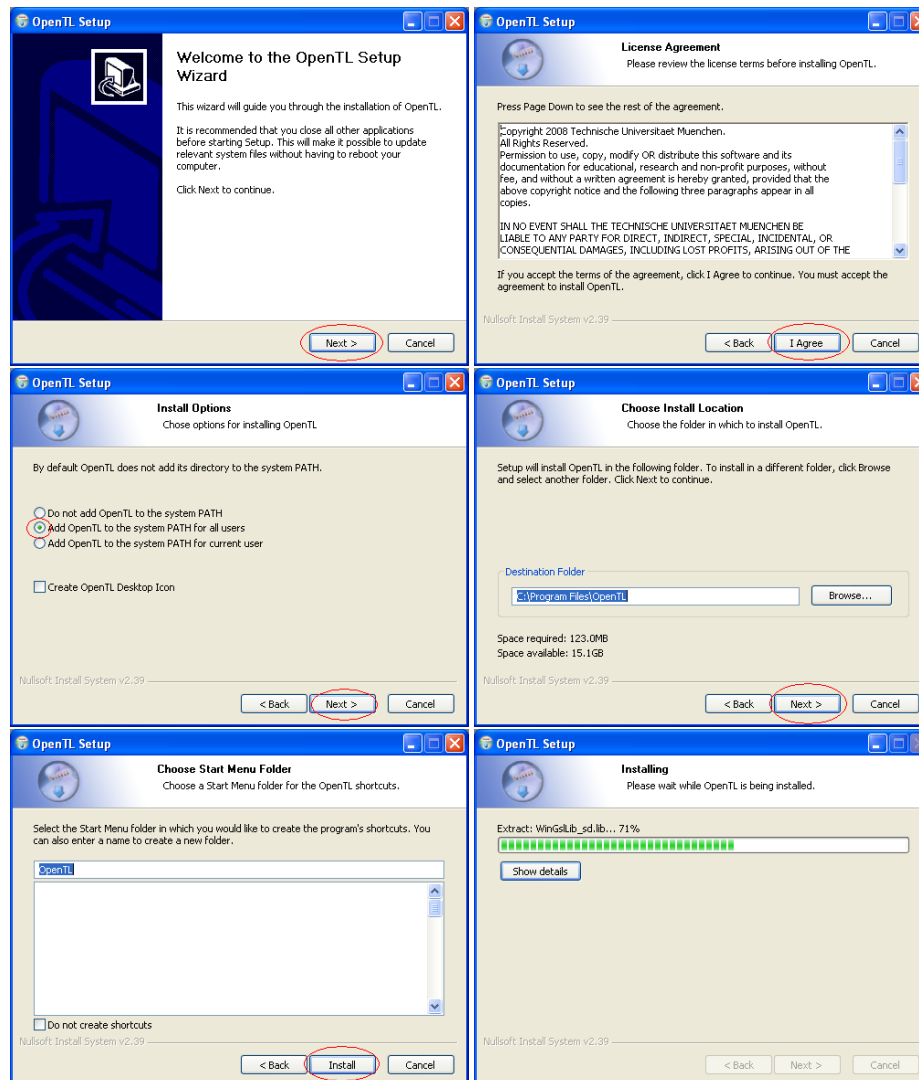 OpenTL Setup
Welcome to the OpenTL Setup
Wizard
This wizard will guide you through the installation of OpenTL.
It is recommended that you close all other applications
before starting Setup. This will make it possible to update
relevant system files without having to reboot your
computer.
Click Next to continue.
Next >
Cancel
OpenTL Setup
License Agreement
Please review the license terms before installing OpenTL.
Press Page Down to see the rest of the agreement.
Copyright 2008 Technische Universitaet Muenchen.
All Rights Reserved.
Permission to use, copy, modify OR distribute this software and its
documentation for educational, research and non-profit purposes, without
fee, and without a written agreement is hereby granted, provided that the
above copyright notice and the following three paragraphs appear in all
copies.
IN NO EVENT SHALL THE TECHNISCHE UNIVERSITAET MUENCHEN BE
LIABLE TO ANY PARTY FOR DIRECT, INDIRECT, SPECIAL, INCIDENTAL, OR
CONSEQUENTIAL DAMAGES, INCLUDING LOST PROFITS, ARISING OUT OF THE
If you accept the terms of the agreement, click I Agree to continue. You must accept the
agreement to install OpenTL.
Nullsoft Install System v2.39
< Back
I Agree
Cancel
OpenTL Setup
Install Options
Chose options for installing OpenTL
By default OpenTL does not add its directory to the system PATH.
Do not add OpenTL to the system PATH
Add OpenTL to the system PATH for all users
Add OpenTL to the system PATH for current user
Create OpenTL Desktop Icon
Nullsoft Install System v2.39
< Back
Next >
Cancel
OpenTL Setup
Choose Install Location
Choose the folder in which to install OpenTL.
Setup will install OpenTL in the following folder. To install in a different folder, click Browse
and select another folder. Click Next to continue.
Destination Folder
C:\Program Files\OpenTL
Browse...
Space required: 123.0MB
Space available: 15.1GB
Nullsoft Install System v2.39
< Back
Next >
Cancel
OpenTL Setup
Choose Start Menu Folder
Choose a Start Menu folder for the OpenTL shortcuts.
Select the Start Menu folder in which you would like to create the program's shortcuts. You
can also enter a name to create a new folder.
OpenTL
Do not create shortcuts
Nullsoft Install System v2.39
< Back
Install
Cancel
OpenTL Setup
Installing
Please wait while OpenTL is being installed.
Extract: WinGslLib_sd.lib... 71%
Show details
Nullsoft Install System v2.39
< Back
Next >
Cancel